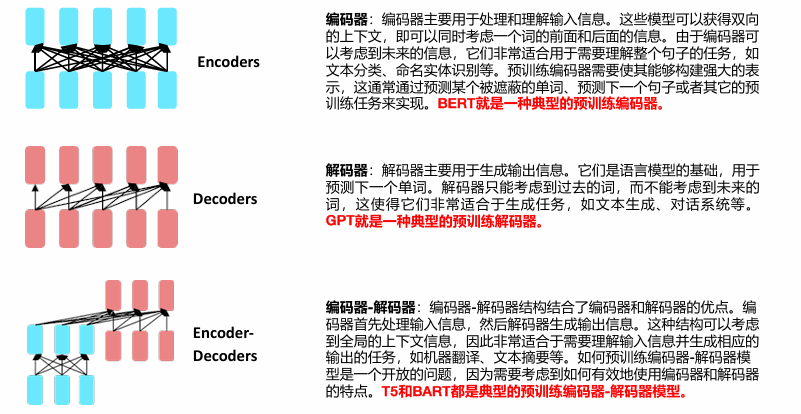 Encoders
编码器：编码器主要用于处理和理解输入信息。这些模型可以获得双向
的上下文，即可以同时考虑一个词的前面和后面的信息。由于编码器可
以考虑到未来的信息，它们非常适合用于需要理解整个句子的任务，如
文本分类、命名实体识别等。预训练编码器需要使其能够构建强大的表
示，这通常通过预测某个被遮蔽的单词、预测下一个句子或者其它的预
训练任务来实现。BERT就是一种典型的预训练编码器。
Decoders
解码器：解码器主要用于生成输出信息。它们是语言模型的基础，用于
预测下一个单词。解码器只能考虑到过去的词，而不能考虑到未来的
词，这使得它们非常适合于生成任务，如文本生成、对话系统等。
GPT就是一种典型的预训练解码器。
Encoder-
Decoders
编码器-解码器：编码器-解码器结构结合了编码器和解码器的优点。编
码器首先处理输入信息，然后解码器生成输出信息。这种结构可以考虑
到全局的上下文信息，因此非常适合于需要理解输入信息并生成相应的
输出的任务，如机器翻译、文本摘要等。如何预训练编码器-解码器模
型是一个开放的问题，因为需要考虑到如何有效地使用编码器和解码器
的特点。T5和BART都是典型的预训练编码器-解码器模型。